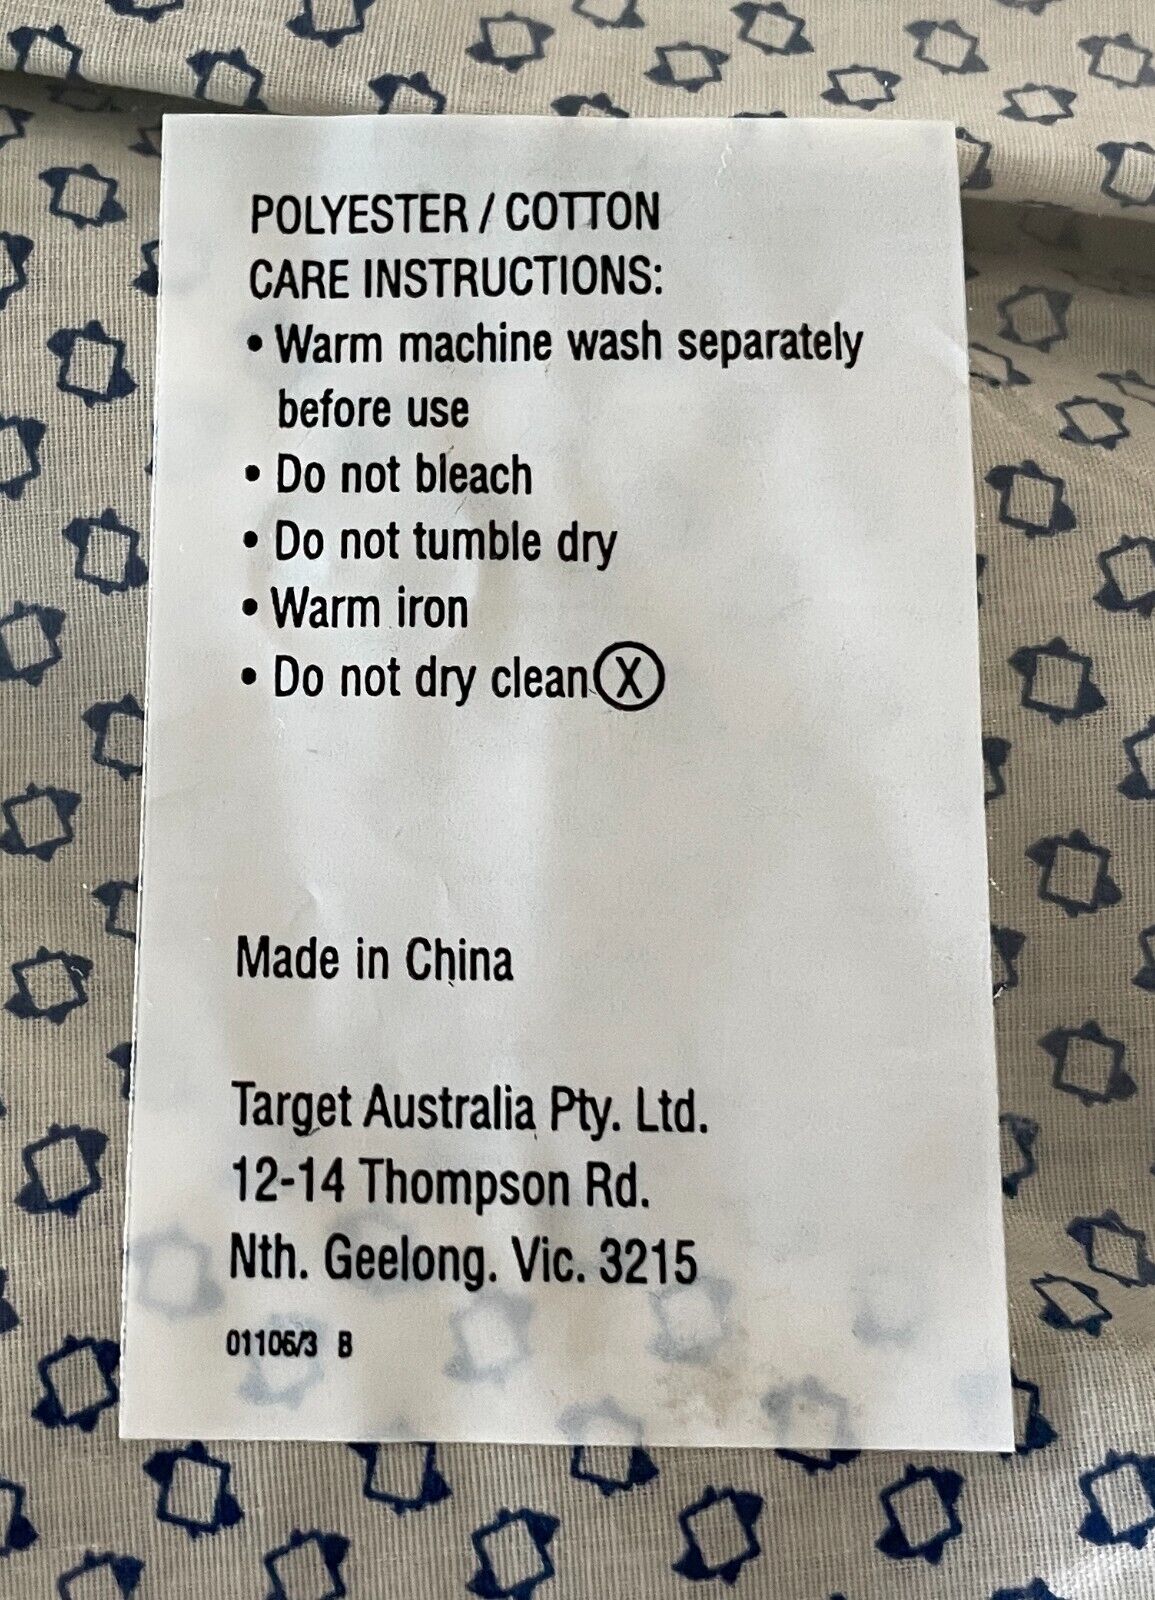 POLYESTER / COTTON
CARE INSTRUCTIONS:
• Warm machine wash separately
before use
• Do not bleach
• Do not tumble dry
• Warm iron
• Do not dry clean Ⓧ
Made in China
Target Australia Pty. Ltd.
12-14 Thompson Rd.
Nth. Geelong. Vic. 3215
01106/3 B